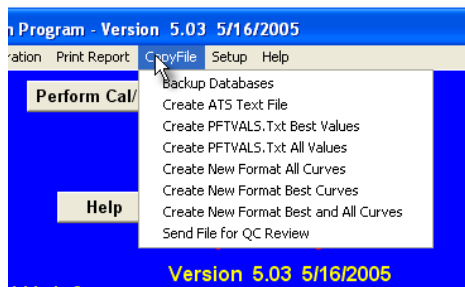 n Program - Version 5.03 5/16/2005
ration Print Report CopyFile Setup Help
Backup Databases
Perform Cal/
Create ATS Text File
Create PFTVALS.Txt Best Values
Create PFTVALS.Txt All Values
Create New Format All Curves
Create New Format Best Curves
Help
Create New Format Best and All Curves
Send File for QC Review
Version 5.03 5/16/2005